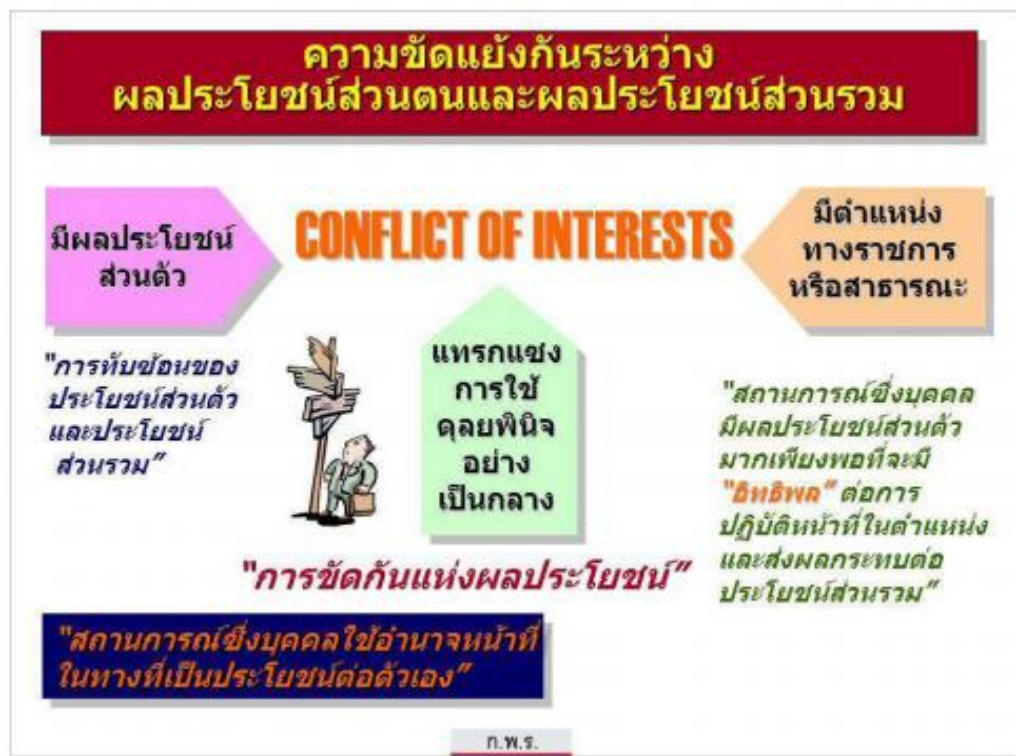 ความขัดแย้งกันระหว่าง
ผลประโยชน์ส่วนตนและผลประโยชน์ส่วนรวม
มีผลประโยชน์
ส่วนตัว
CONFLICT OF INTERESTS
มีตำแหน่ง
ทางราชการ
หรือสาธารณะ
"การทับซ้อนของ
ประโยชน์ส่วนตัว
และประโยชน์
ส่วนรวม"
แทรกแซง
การใช้
ดุลยพินิจ
อย่าง
เป็นกลาง
"สถานการณ์ซึ่งบุคคล
มีผลประโยชน์ส่วนตัว
มากเพียงพอที่จะมี
"อิทธิพล" ต่อการ
ปฏิบัติหน้าที่ในตำแหน่ง
และส่งผลกระทบต่อ
ประโยชน์ส่วนรวม"
"การขัดกันแห่งผลประโยชน์"
"สถานการณ์ซึ่งบุคคลใช้อำนาจหน้าที่
ในทางที่เป็นประโยชน์ต่อตัวเอง"
ก.พ.ร.